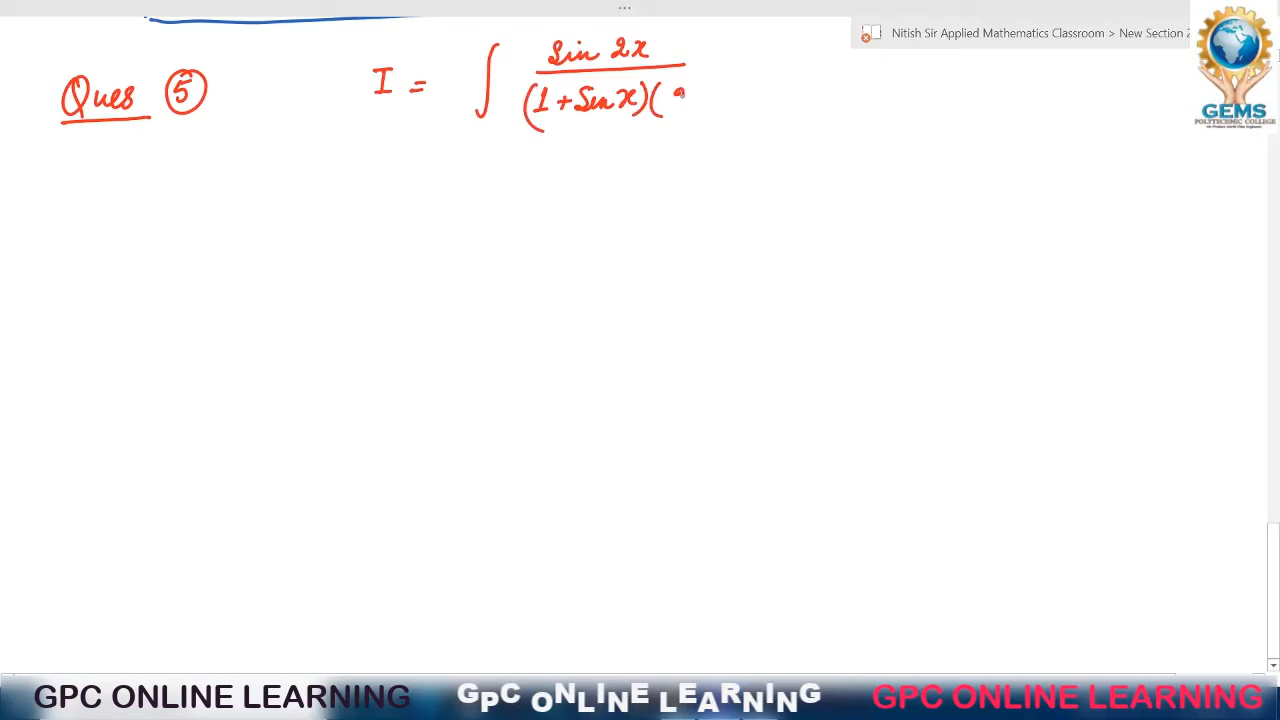 Nitish Sir Applied Mathematics Classroom > New Section 2
Ques 5 I = ∫ Sin 2x / (1 + Sin x)(
GEMS
POLYTECHNIC COLLEGE
GPC ONLINE LEARNING GPC ONLINE LEARNING GPC ONLINE LEARNING